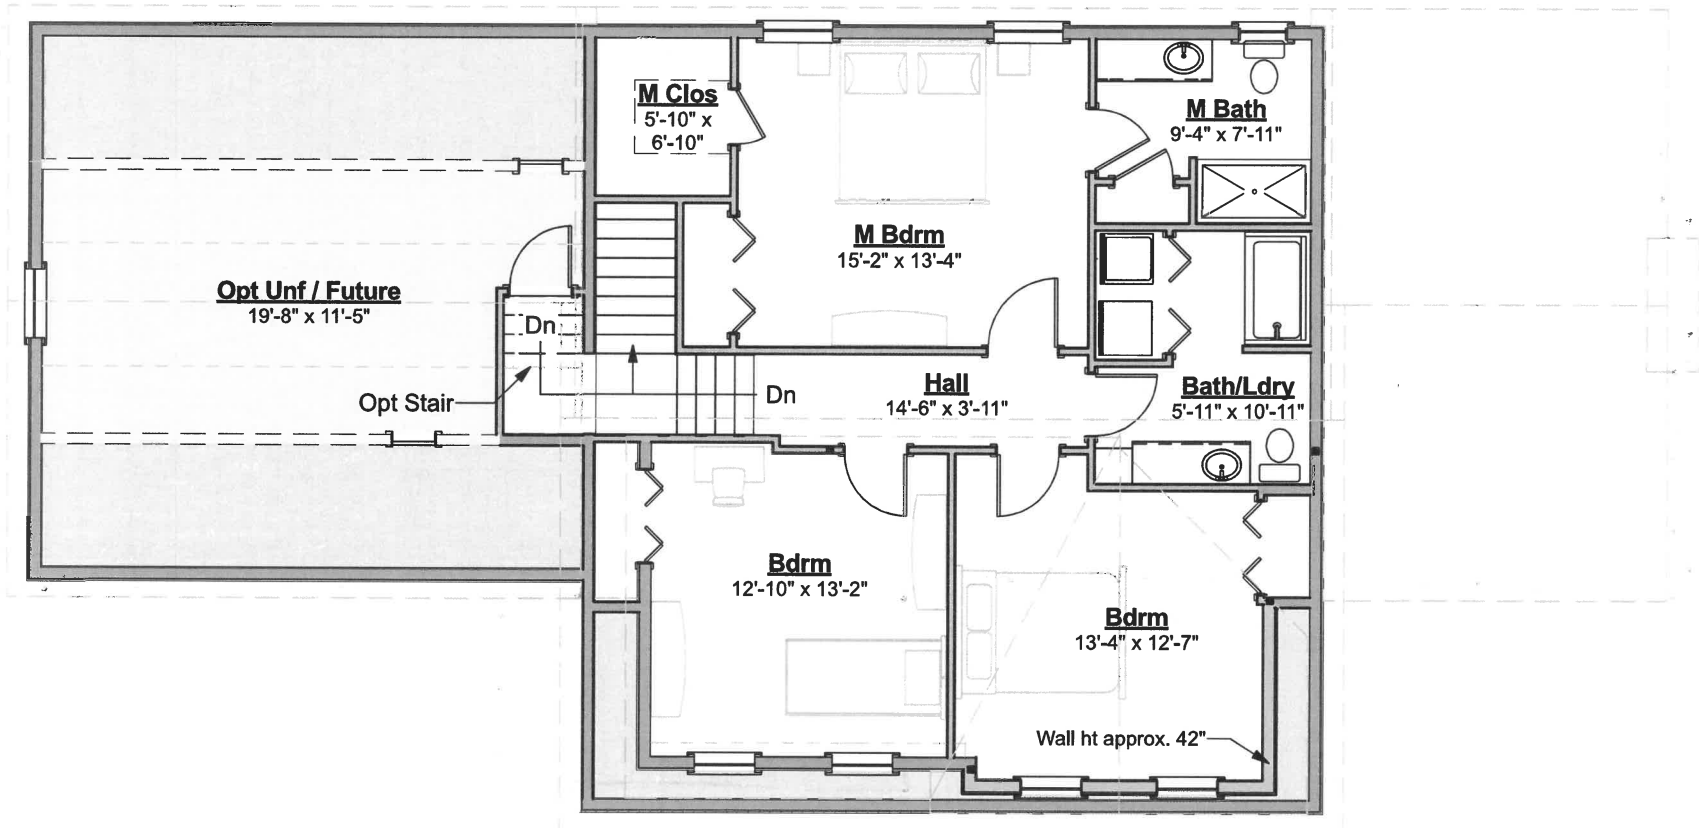 M Clos
5'-10" x
6'-10"
M Bath
9'-4" x 7'-11"
M Bdrm
15'-2" x 13'-4"
Opt Unf / Future
19'-8" x 11'-5"
Dn
Opt Stair
Dn
Hall
14'-6" x 3'-11"
Bath/Ldry
5'-11" x 10'-11"
Bdrm
12'-10" x 13'-2"
Bdrm
13'-4" x 12'-7"
Wall ht approx. 42"